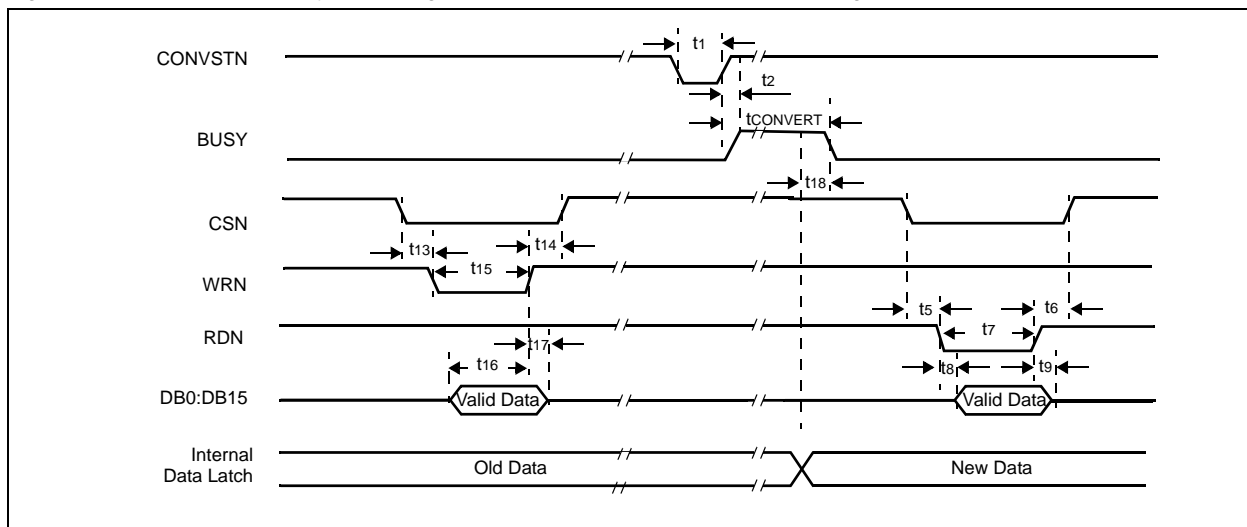 CONVSTN
t1
t2
BUSY
tCONVERT
t18
CSN
t13
t14
t15
WRN
t5
t6
RDN
t7
t17
t16
t8
t9
DB0:DB15
Valid Data
Valid Data
Internal
Data Latch
Old Data
New Data